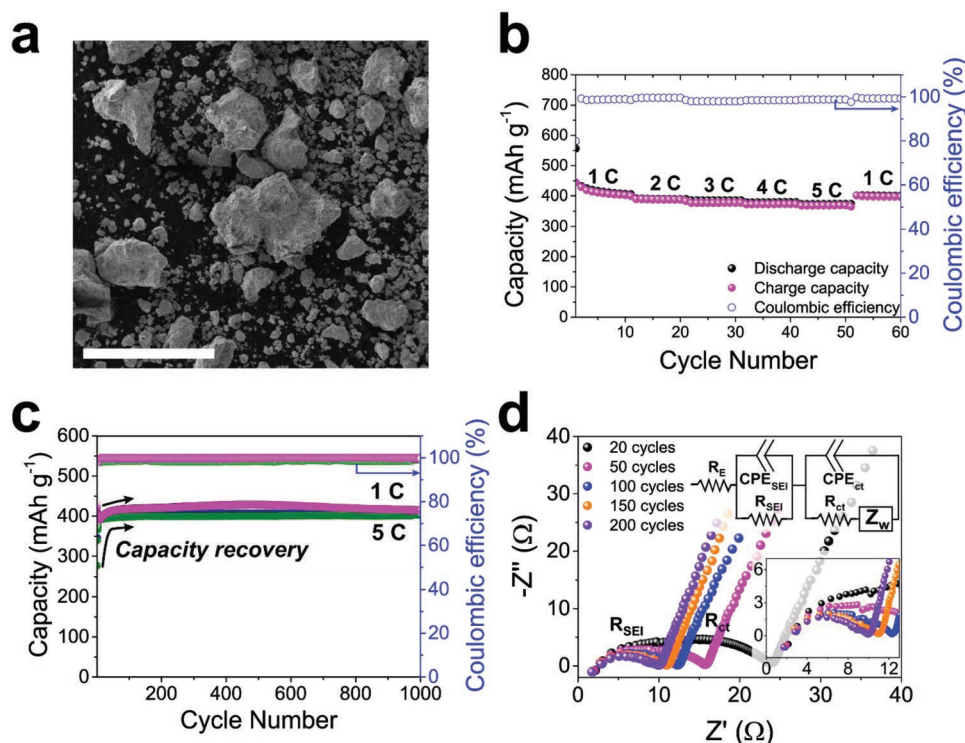 a
b
800
700
600
500
400
300
200
100
0
Capacity (mAh g⁻¹)
1 C
2 C
3 C
4 C
5 C
1 C
Discharge capacity
Charge capacity
Coulombic efficiency
100
80
60
40
20
0
Coulombic efficiency (%)
0 10 20 30 40 50 60
Cycle Number
c
600
500
400
300
200
100
0
Capacity (mAh g⁻¹)
1 C
5 C
Capacity recovery
100
80
60
40
20
0
Coulombic efficiency (%)
200 400 600 800 1000
Cycle Number
d
40
30
20
10
0
-Z" (Ω)
20 cycles
50 cycles
100 cycles
150 cycles
200 cycles
R_E
CPE_SEI
R_SEI
CPE_ct
R_ct
Z_w
R_SEI
R_ct
6
3
0
0 4 8 12
0 10 20 30 40
Z' (Ω)